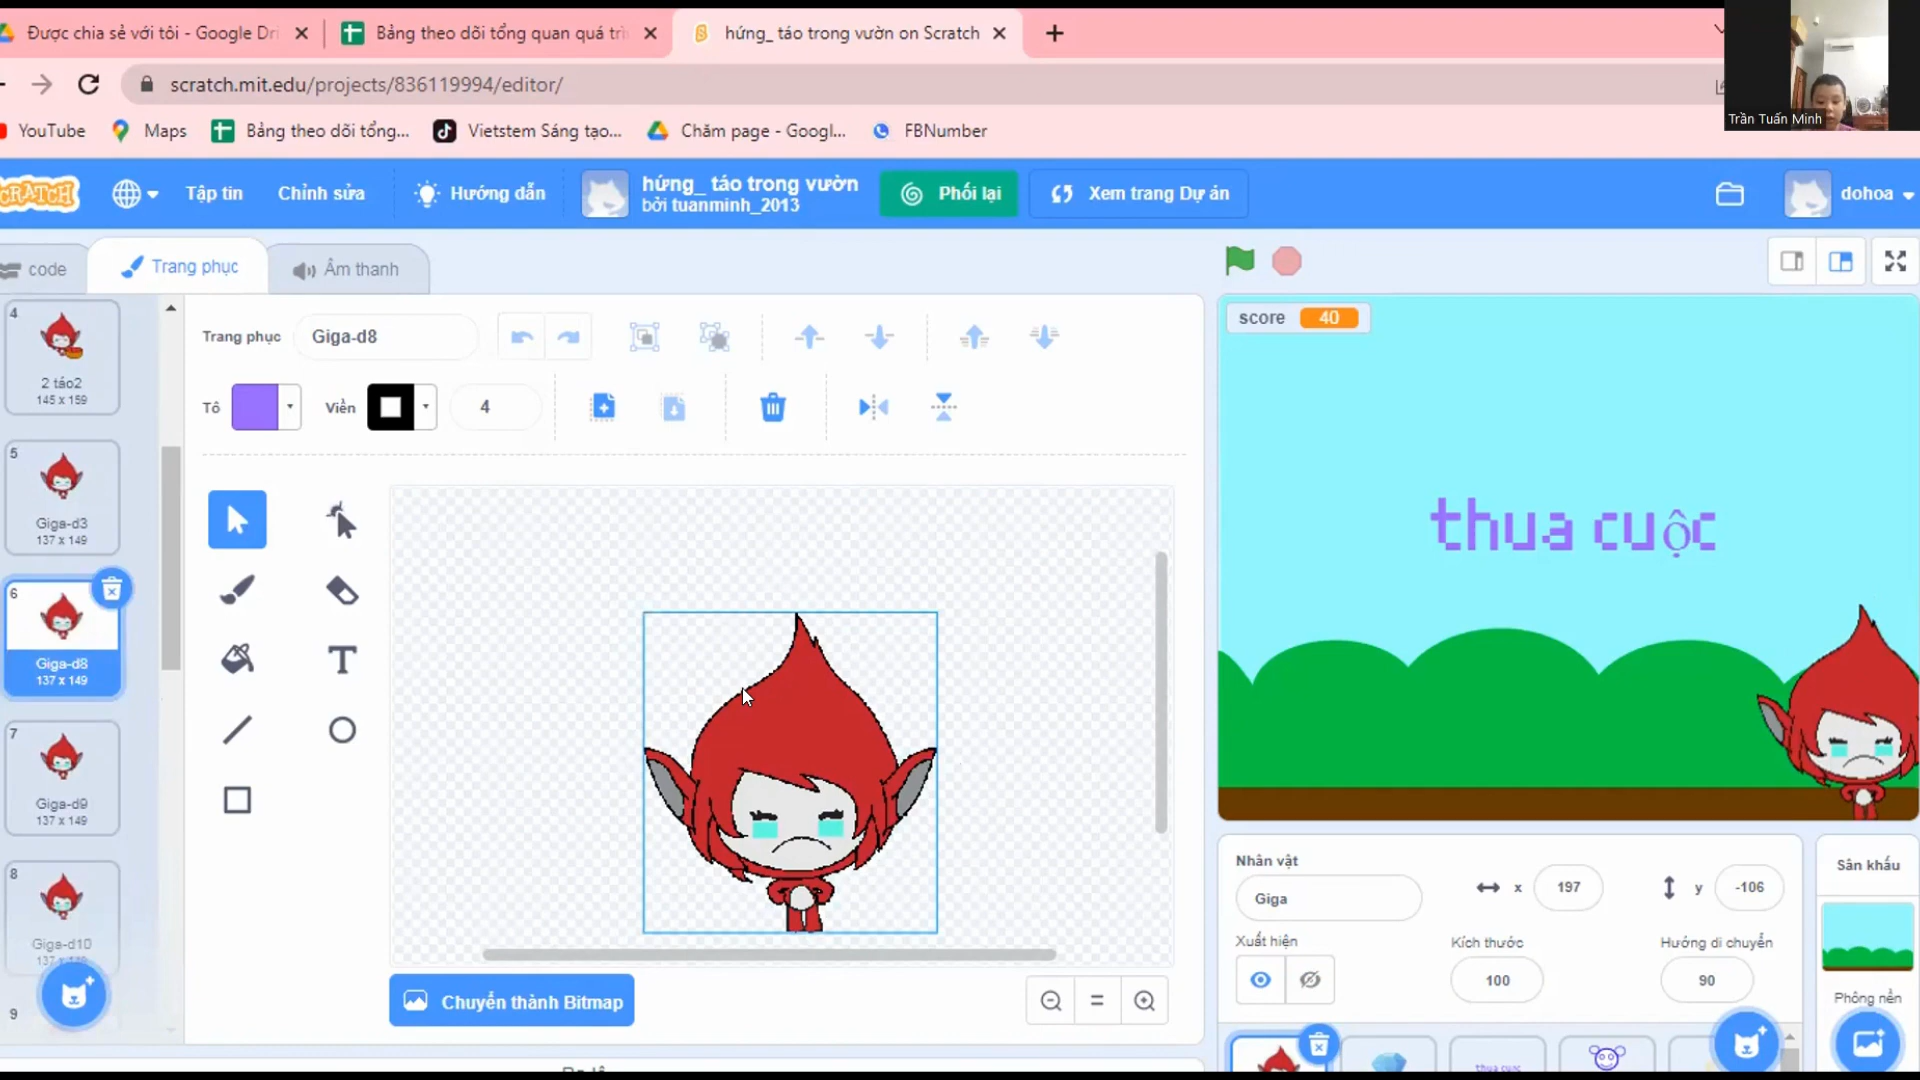 Được chia sẻ với tôi - Google Dri
Bảng theo dõi tổng quan quá trì
hứng_ táo trong vườn on Scratch
scratch.mit.edu/projects/836119994/editor/
Trần Tuấn Minh
YouTube
Maps
Bảng theo dõi tổng...
Vietstem Sáng tạo...
Chăm page - Googl...
FBNumber
SCRATCH
Tập tin
Chỉnh sửa
Hướng dẫn
hứng_ táo trong vườn
bởi tuanminh_2013
Phối lại
Xem trang Dự án
dohoa
code
Trang phục
Âm thanh
4
2 táo2
145 x 159
5
Giga-d3
137 x 149
6
Giga-d8
137 x 149
7
Giga-d9
137 x 149
8
Giga-d10
9
Trang phục
Giga-d8
Tô
Viền
4
Chuyển thành Bitmap
score 40
thua cuộc
Nhân vật
Giga
x 197
y -106
Xuất hiện
Kích thước
100
Hướng di chuyển
90
Sân khấu
Phông nền
thua cuộc